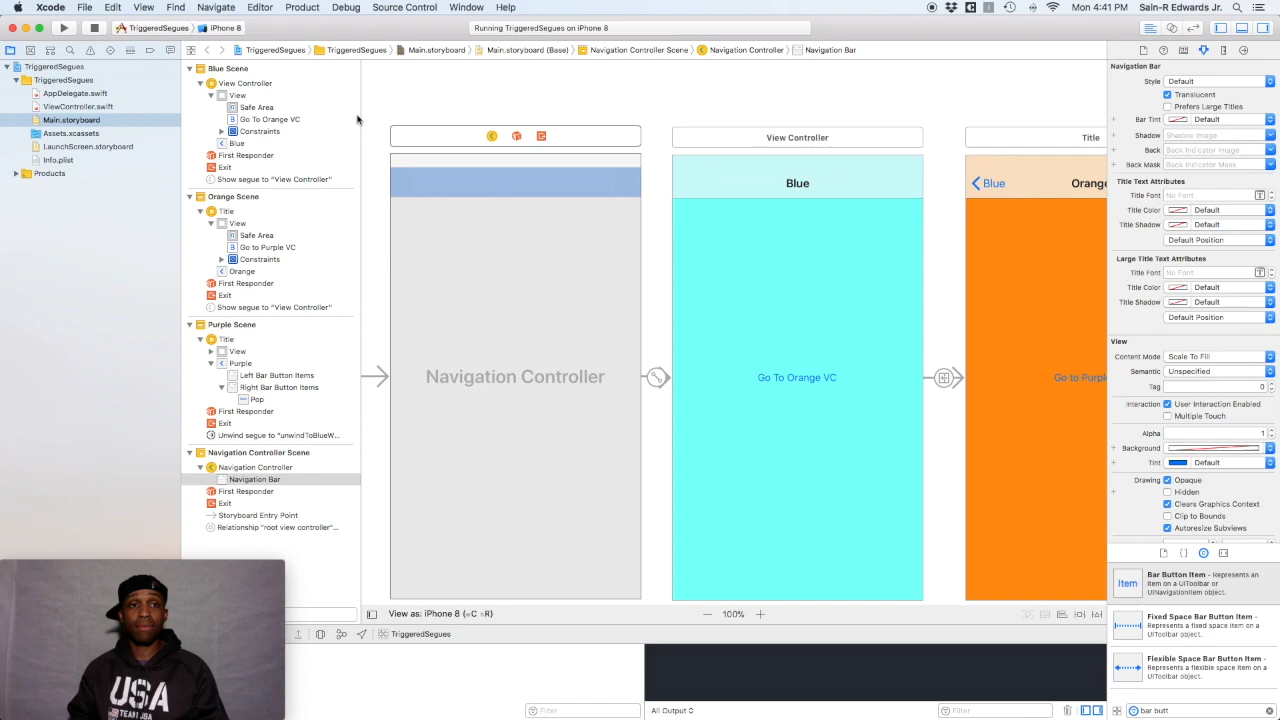 Xcode File Edit View Find Navigate Editor Product Debug Source Control Window Help
Mon 4:41 PM Sain-R Edwards Jr.
TriggeredSegues iPhone 8
Running TriggeredSegues on iPhone 8
TriggeredSegues TriggeredSegues Main.storyboard Main.storyboard (Base) Navigation Controller Scene Navigation Controller Navigation Bar
TriggeredSegues
TriggeredSegues
AppDelegate.swift
ViewController.swift
Main.storyboard
Assets.xcassets
LaunchScreen.storyboard
Info.plist
Products
Blue Scene
View Controller
View
Safe Area
Go To Orange VC
Constraints
Blue
First Responder
Exit
Show segue to "View Controller"
Orange Scene
Title
View
Safe Area
Go to Purple VC
Constraints
Orange
First Responder
Exit
Show segue to "View Controller"
Purple Scene
Title
View
Purple
Left Bar Button Items
Right Bar Button Items
Pop
First Responder
Exit
Unwind segue to "unwindToBlueW...
Navigation Controller Scene
Navigation Controller
Navigation Bar
First Responder
Exit
Storyboard Entry Point
Relationship "root view controller"...
Navigation Controller
View Controller
Blue
Go To Orange VC
Title
Blue
Orang
Go to Purpl
View as: iPhone 8 (wC hR)
100%
TriggeredSegues
Filter
All Output
Filter
Navigation Bar
Style Default
Translucent
Prefers Large Titles
Bar Tint Default
Shadow Shadow Image
Back Back Indicator Image
Back Mask Back Indicator Mask
Title Text Attributes
Title Font No Font
Title Color Default
Title Shadow Default
Default Position
Large Title Text Attributes
Title Font No Font
Title Color Default
Title Shadow Default
Default Position
View
Content Mode Scale To Fill
Semantic Unspecified
Tag 0
Interaction User Interaction Enabled
Multiple Touch
Alpha 1
Background
Tint Default
Drawing Opaque
Hidden
Clears Graphics Context
Clip to Bounds
Autoresize Subviews
Item
Bar Button Item - Represents an
item on a UIToolbar or
UINavigationItem object.
Fixed Space Bar Button Item -
Represents a fixed space item on a
UIToolbar object.
Flexible Space Bar Button Item -
Represents a flexible space item on a
UIToolbar object.
bar butt
USA
TEAM USA